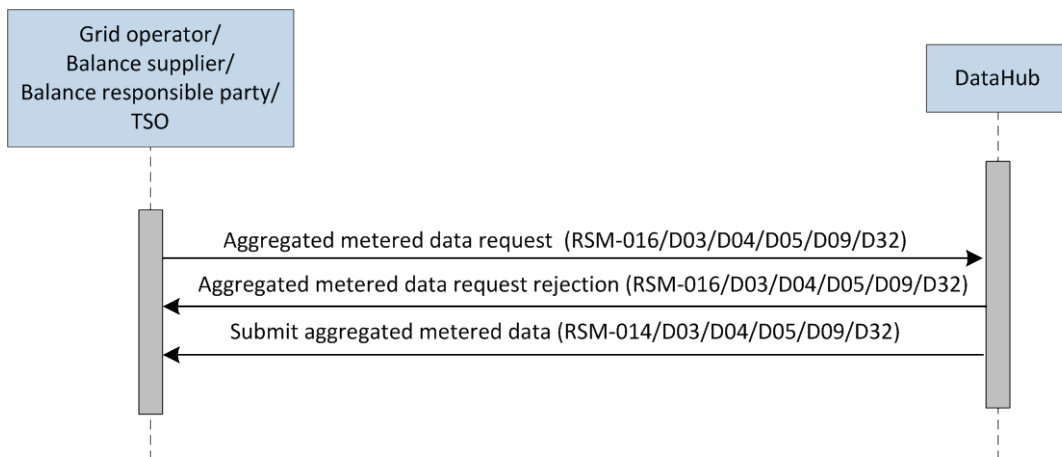 Grid operator/
Balance supplier/
Balance responsible party/
TSO
DataHub
Aggregated metered data request (RSM-016/D03/D04/D05/D09/D32)
Aggregated metered data request rejection (RSM-016/D03/D04/D05/D09/D32)
Submit aggregated metered data (RSM-014/D03/D04/D05/D09/D32)